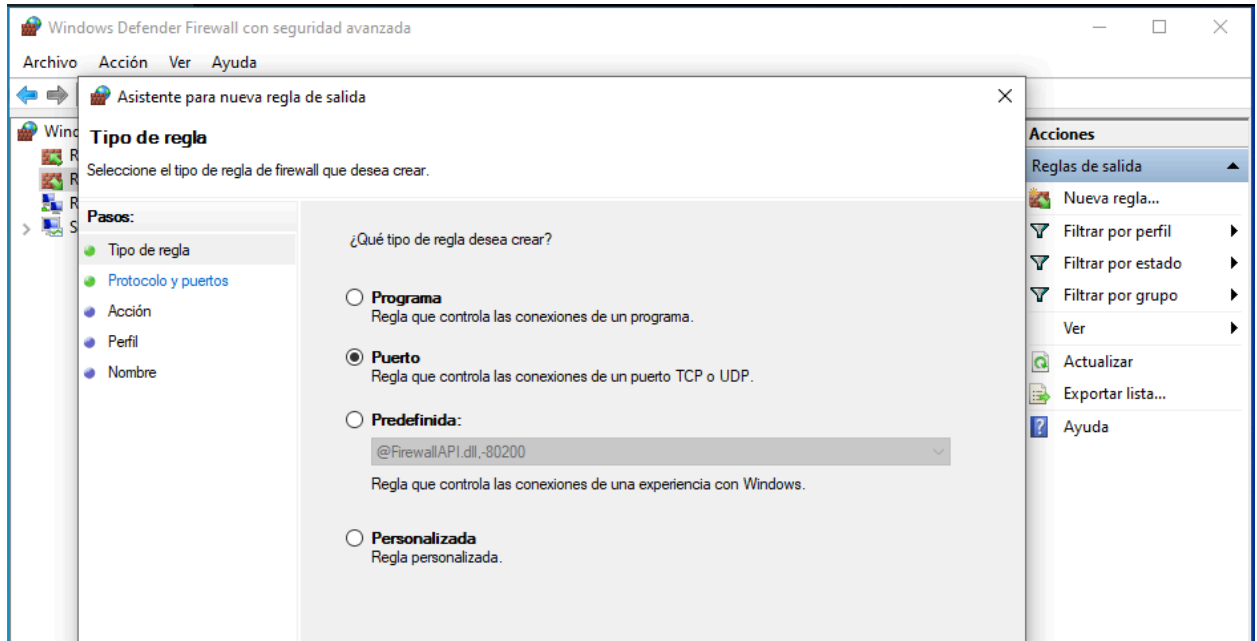 Windows Defender Firewall con seguridad avanzada
Archivo Acción Ver Ayuda
Asistente para nueva regla de salida
Wind
R
R
R
S
Tipo de regla
Seleccione el tipo de regla de firewall que desea crear.
Pasos:
Tipo de regla
Protocolo y puertos
Acción
Perfil
Nombre
¿Qué tipo de regla desea crear?
Programa
Regla que controla las conexiones de un programa.
Puerto
Regla que controla las conexiones de un puerto TCP o UDP.
Predefinida:
@FirewallAPI.dll,-80200
Regla que controla las conexiones de una experiencia con Windows.
Personalizada
Regla personalizada.
Acciones
Reglas de salida
Nueva regla...
Filtrar por perfil
Filtrar por estado
Filtrar por grupo
Ver
Actualizar
Exportar lista...
Ayuda